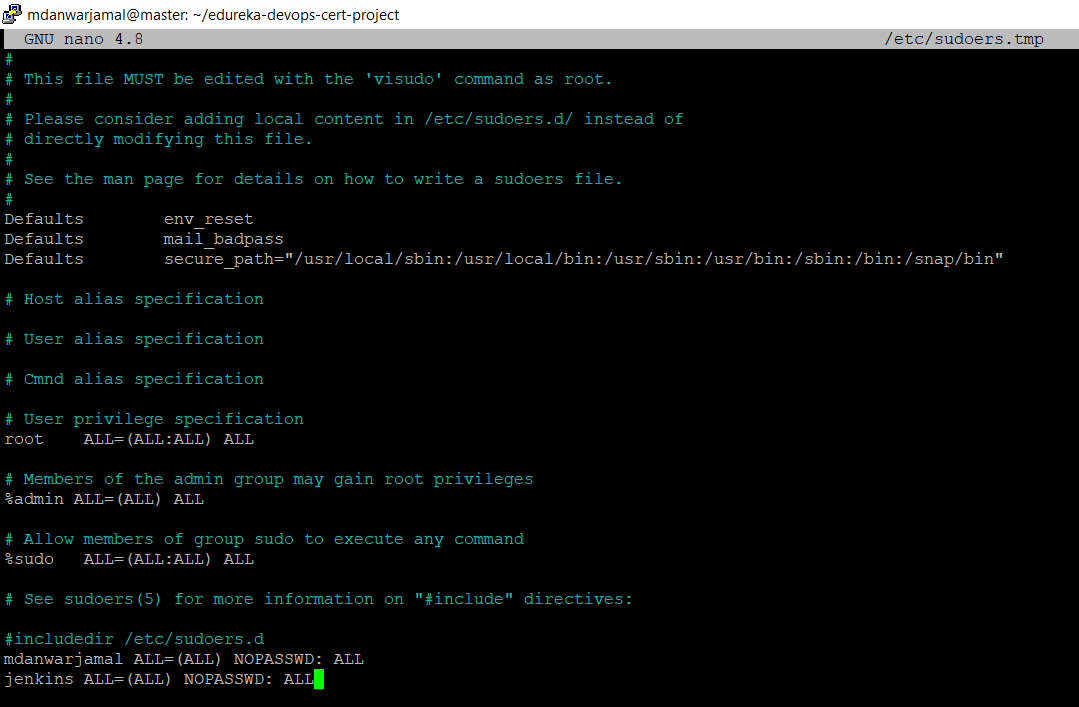 mdanwarjamal@master: ~/edureka-devops-cert-project
GNU nano 4.8 /etc/sudoers.tmp
#
# This file MUST be edited with the 'visudo' command as root.
#
# Please consider adding local content in /etc/sudoers.d/ instead of
# directly modifying this file.
#
# See the man page for details on how to write a sudoers file.
#
Defaults        env_reset
Defaults        mail_badpass
Defaults        secure_path="/usr/local/sbin:/usr/local/bin:/usr/sbin:/usr/bin:/sbin:/bin:/snap/bin"
# Host alias specification
# User alias specification
# Cmnd alias specification
# User privilege specification
root    ALL=(ALL:ALL) ALL
# Members of the admin group may gain root privileges
%admin ALL=(ALL) ALL
# Allow members of group sudo to execute any command
%sudo   ALL=(ALL:ALL) ALL
# See sudoers(5) for more information on "#include" directives:
#includedir /etc/sudoers.d
mdanwarjamal ALL=(ALL) NOPASSWD: ALL
jenkins ALL=(ALL) NOPASSWD: ALL